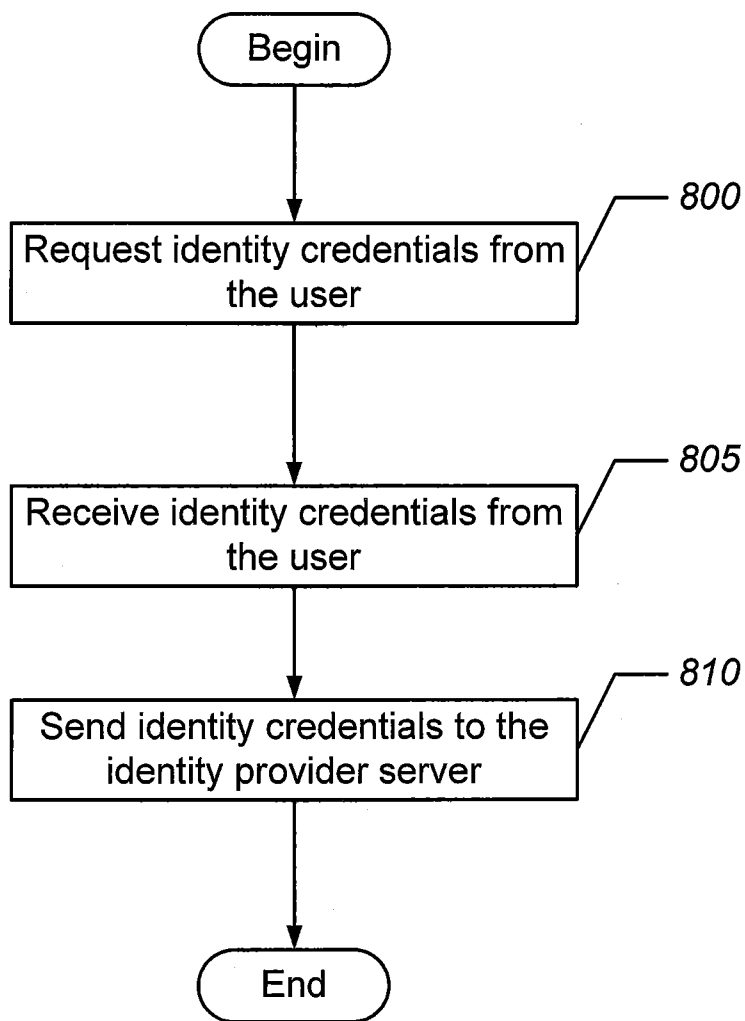 Begin
800
Request identity credentials from
the user
805
Receive identity credentials from
the user
810
Send identity credentials to the
identity provider server
End